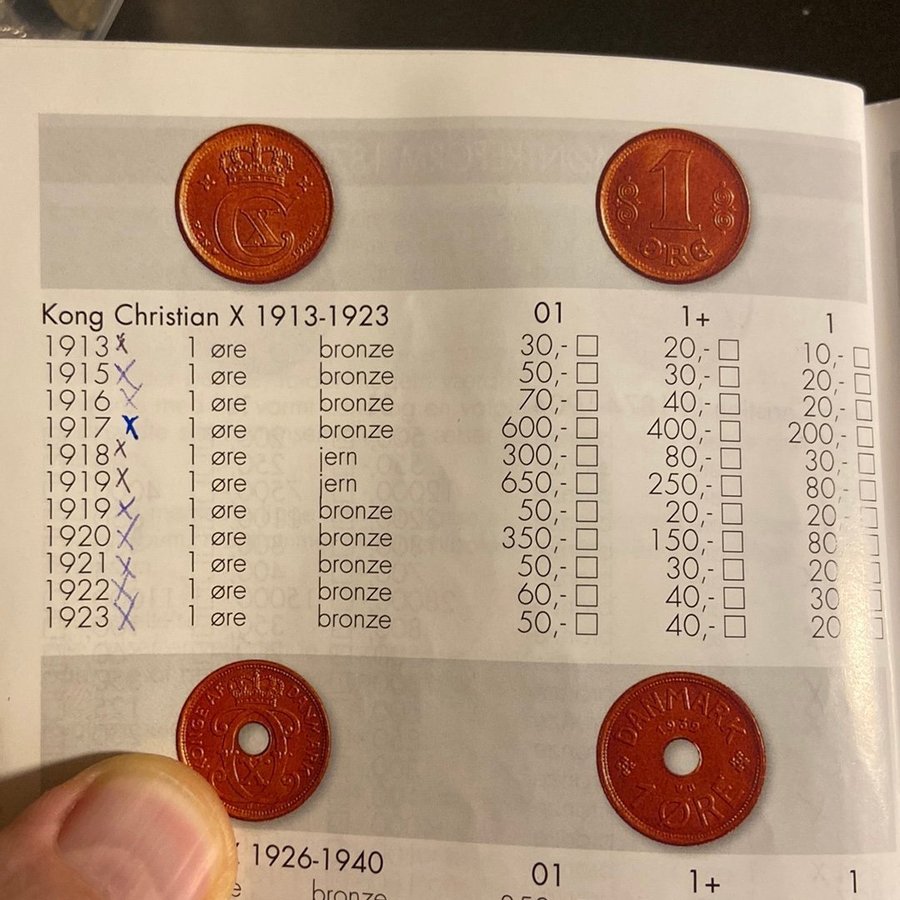 1 ØRE
Kong Christian X 1913-1923 01 1+ 1
1913 x 1 øre bronze 30,- 20,- 10,-
1915 x 1 øre bronze 50,- 30,- 20,-
1916 x 1 øre bronze 70,- 40,- 20,-
1917 x 1 øre bronze 600,- 400,- 200,-
1918 x 1 øre jern 300,- 80,- 30,-
1919 x 1 øre jern 650,- 250,- 80,-
1919 x 1 øre bronze 50,- 20,- 20,-
1920 x 1 øre bronze 350,- 150,- 80
1921 x 1 øre bronze 50,- 30,- 20
1922 x 1 øre bronze 60,- 40,- 30
1923 x 1 øre bronze 50,- 40,- 20
DANMARK
1 ØRE
X 1926-1940 01 1+ 1
bronze